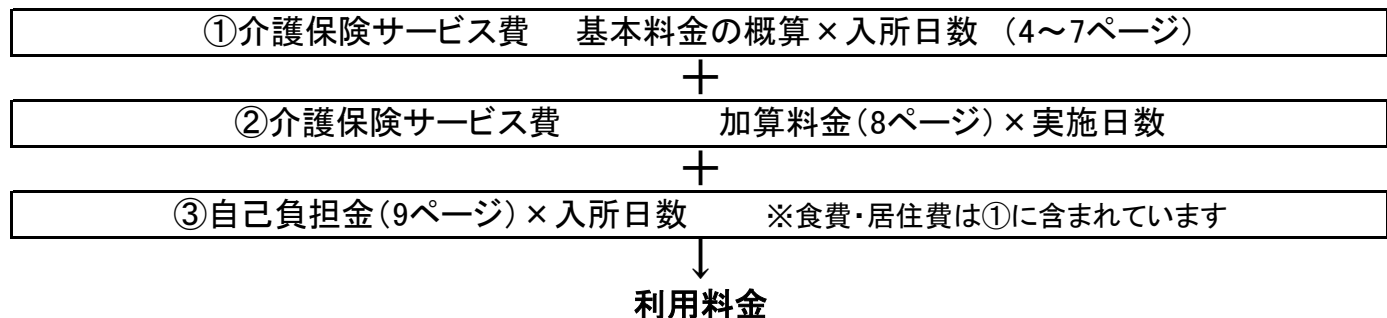 ①介護保険サービス費　基本料金の概算×入所日数（4～7ページ）
＋
②介護保険サービス費　加算料金（8ページ）×実施日数
＋
③自己負担金（9ページ）×入所日数　※食費・居住費は①に含まれています
↓
利用料金